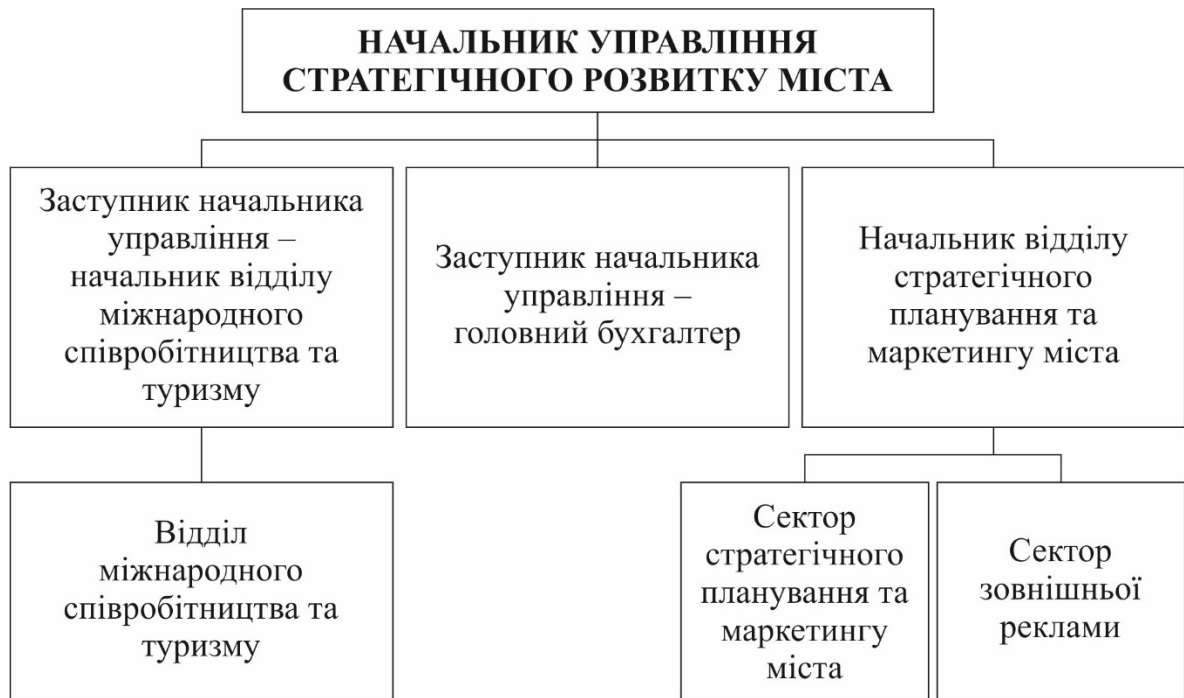 НАЧАЛЬНИК УПРАВЛІННЯ
СТРАТЕГІЧНОГО РОЗВИТКУ МІСТА
Заступник начальника
управління –
начальник відділу
міжнародного
співробітництва та
туризму
Заступник начальника
управління –
головний бухгалтер
Начальник відділу
стратегічного
планування та
маркетингу міста
Відділ
міжнародного
співробітництва та
туризму
Сектор
стратегічного
планування та
маркетингу
міста
Сектор
зовнішньої
реклами